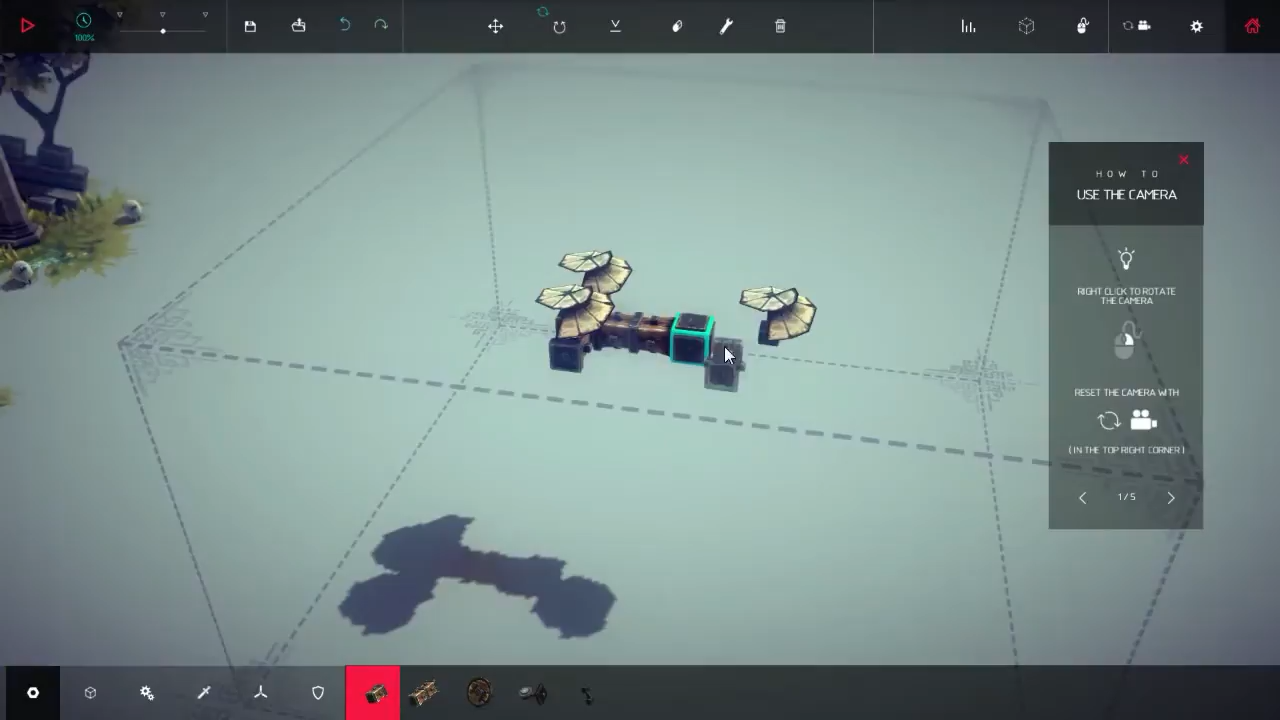 100%
HOW TO
USE THE CAMERA
RIGHT CLICK TO ROTATE
THE CAMERA
RESET THE CAMERA WITH
( IN THE TOP RIGHT CORNER )
1/5